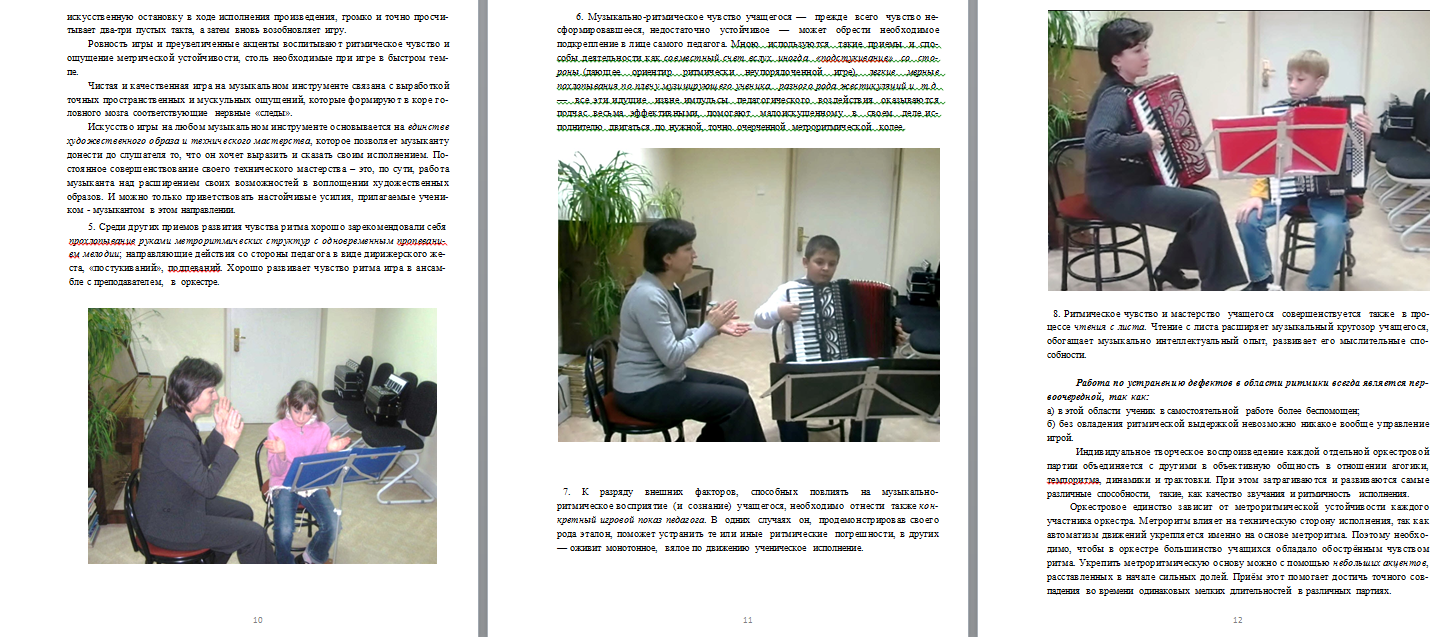 искусственную остановку в ходе исполнения произведения, громко и точно просчи-
тывает два-три пустых такта, а затем вновь возобновляет игру.
Ровность игры и преувеличенные акценты воспитывают ритмическое чувство и
ощущение метрической устойчивости, столь необходимые при игре в быстром тем-
пе.
Чистая и качественная игра на музыкальном инструменте связана с выработкой
точных пространственных и мускульных ощущений, которые формируют в коре го-
ловного мозга соответствующие нервные «следы».
Искусство игры на любом музыкальном инструменте основывается на единстве
художественного образа и технического мастерства, которое позволяет музыканту
донести до слушателя то, что он хочет выразить и сказать своим исполнением. По-
стоянное совершенствование своего технического мастерства – это, по сути, работа
музыканта над расширением своих возможностей в воплощении художественных
образов. И можно только приветствовать настойчивые усилия, прилагаемые учени-
ком - музыкантом в этом направлении.
5. Среди других приемов развития чувства ритма хорошо зарекомендовали себя
прохлопывание руками метроритмических структур с одновременным пропевани-
ем мелодии; направляющие действия со стороны педагога в виде дирижерского же-
ста, «постукиваний», подпеваний. Хорошо развивает чувство ритма игра в ансам-
бле с преподавателем, в оркестре.
10
6. Музыкально-ритмическое чувство учащегося — прежде всего чувство не-
сформировавшееся, недостаточно устойчивое — может обрести необходимое
подкрепление в лице самого педагога. Мною используются такие приемы и спо-
собы деятельности как совместный счет вслух, иногда «подстукивание» со сто-
роны (дающее ориентир ритмически неупорядоченной игре), легкие мерные
похлопывания по плечу музицирующего ученика, разного рода жестикуляций и т.д.
— все эти идущие извне импульсы педагогического воздействия оказываются
подчас весьма эффективными, помогают малоискушенному в своем деле ис-
полнителю двигаться по нужной, точно очерченной метроритмической колее.
7. К разряду внешних факторов, способных повлиять на музыкально-
ритмическое восприятие (и сознание) учащегося, необходимо отнести также кон-
кретный игровой показ педагога. В одних случаях он, продемонстрировав своего
рода эталон, поможет устранить те или иные ритмические погрешности, в других
— оживит монотонное, вялое по движению ученическое исполнение.
11
8. Ритмическое чувство и мастерство учащегося совершенствуется также в про-
цессе чтения с листа. Чтение с листа расширяет музыкальный кругозор учащегося,
обогащает музыкально интеллектуальный опыт, развивает его мыслительные спо-
собности.
Работа по устранению дефектов в области ритмики всегда является пер-
воочередной, так как:
а) в этой области ученик в самостоятельной работе более беспомощен;
б) без овладения ритмической выдержкой невозможно никакое вообще управление
игрой.
Индивидуальное творческое воспроизведение каждой отдельной оркестровой
партии объединяется с другими в объективную общность в отношении агогики,
темпоритма, динамики и трактовки. При этом затрагиваются и развиваются самые
различные способности, такие, как качество звучания и ритмичность исполнения.
Оркестровое единство зависит от метроритмической устойчивости каждого
участника оркестра. Метроритм влияет на техническую сторону исполнения, так как
автоматизм движений укрепляется именно на основе метроритма. Поэтому необхо-
димо, чтобы в оркестре большинство учащихся обладало обострённым чувством
ритма. Укрепить метроритмическую основу можно с помощью небольших акцентов,
расставленных в начале сильных долей. Приём этот помогает достичь точного сов-
падения во времени одинаковых мелких длительностей в различных партиях.
12